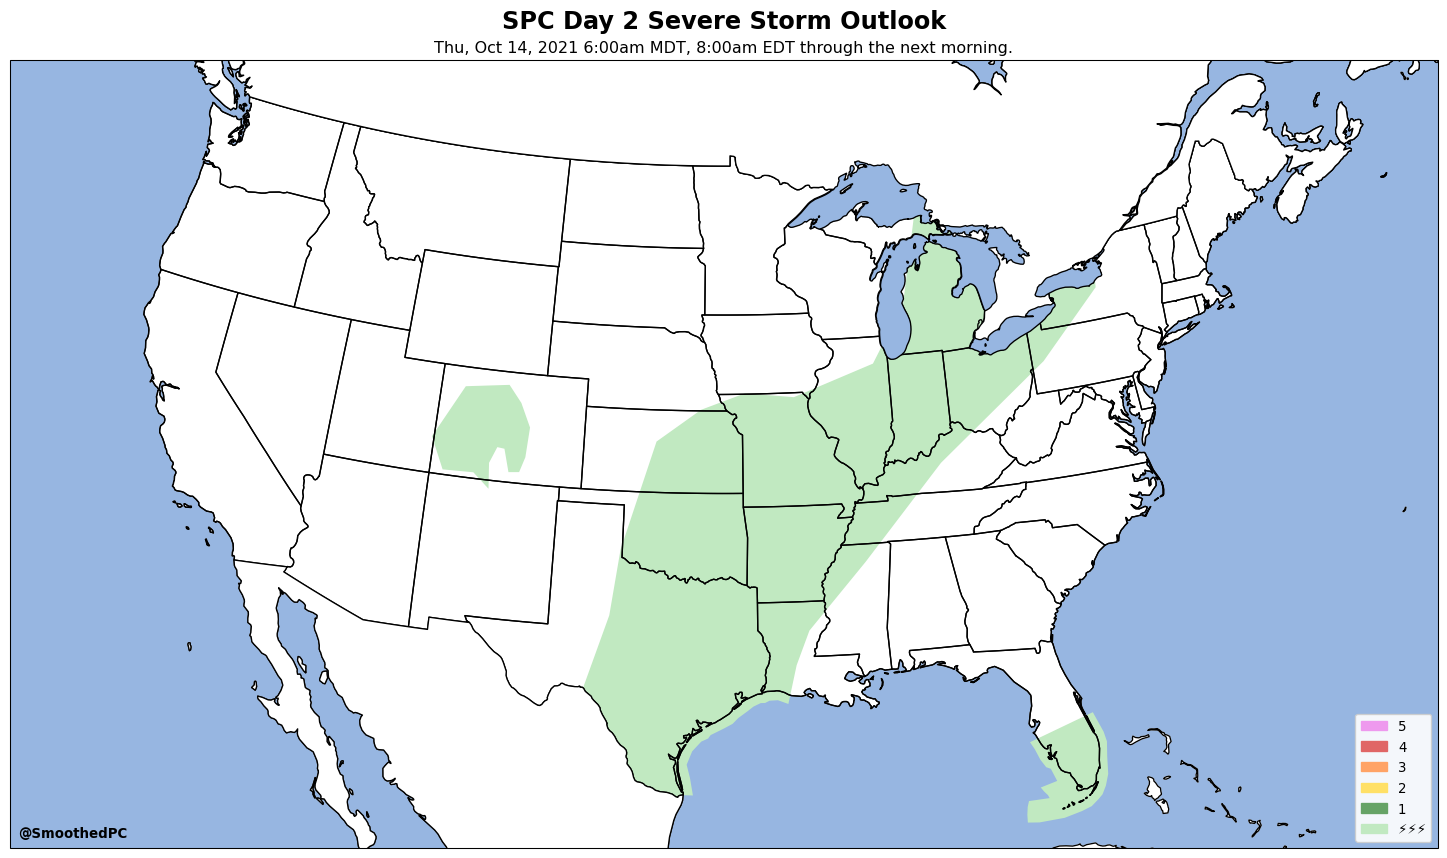 SPC Day 2 Severe Storm Outlook
Thu, Oct 14, 2021 6:00am MDT, 8:00am EDT through the next morning.
5
4
3
2
1
⚡⚡⚡
@SmoothedPC